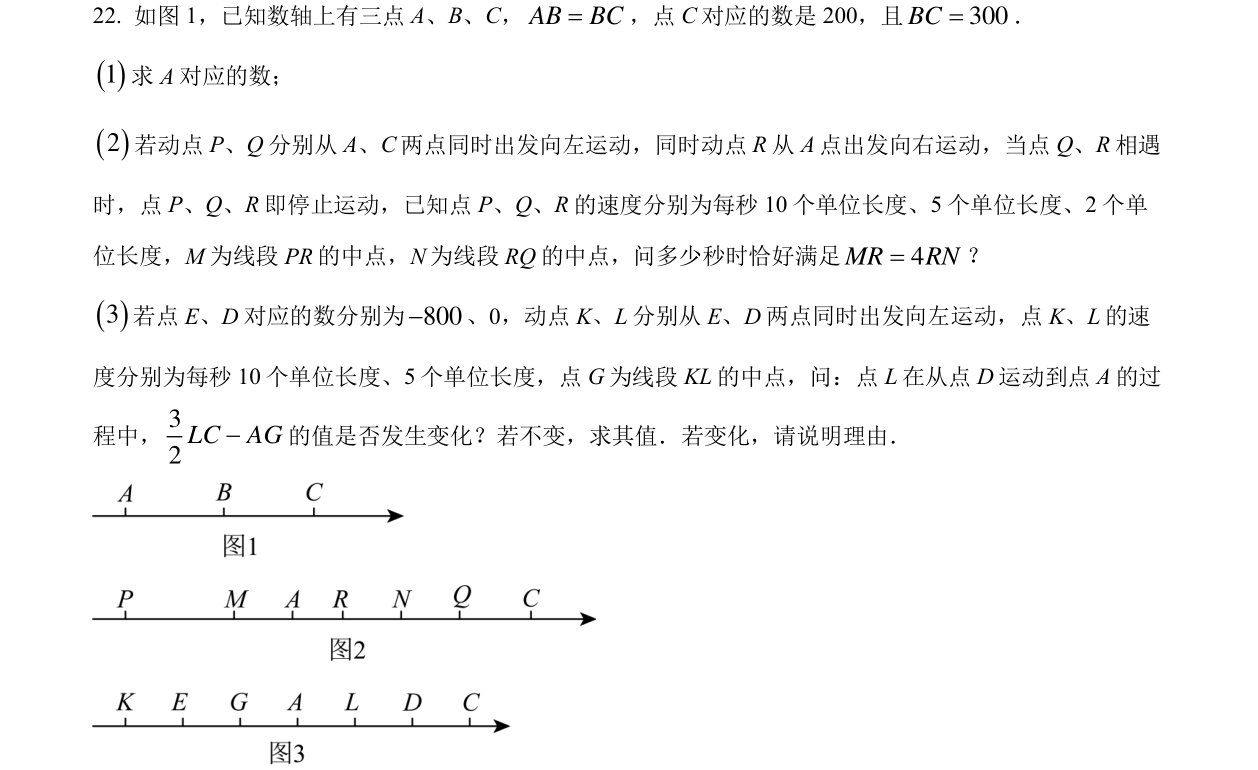 22. 如图 1，已知数轴上有三点 A、B、C， AB = BC ，点 C 对应的数是 200，且 BC = 300 .
(1) 求 A 对应的数；
(2) 若动点 P、Q 分别从 A、C 两点同时出发向左运动，同时动点 R 从 A 点出发向右运动，当点 Q、R 相遇
时，点 P、Q、R 即停止运动，已知点 P、Q、R 的速度分别为每秒 10 个单位长度、5 个单位长度、2 个单
位长度，M 为线段 PR 的中点，N 为线段 RQ 的中点，问多少秒时恰好满足 MR = 4RN ？
(3) 若点 E、D 对应的数分别为 –800 、0，动点 K、L 分别从 E、D 两点同时出发向左运动，点 K、L 的速
度分别为每秒 10 个单位长度、5 个单位长度，点 G 为线段 KL 的中点，问：点 L 在从点 D 运动到点 A 的过
程中， 3/2 LC – AG 的值是否发生变化？若不变，求其值．若变化，请说明理由．
A B C
图1
P M A R N Q C
图2
K E G A L D C
图3